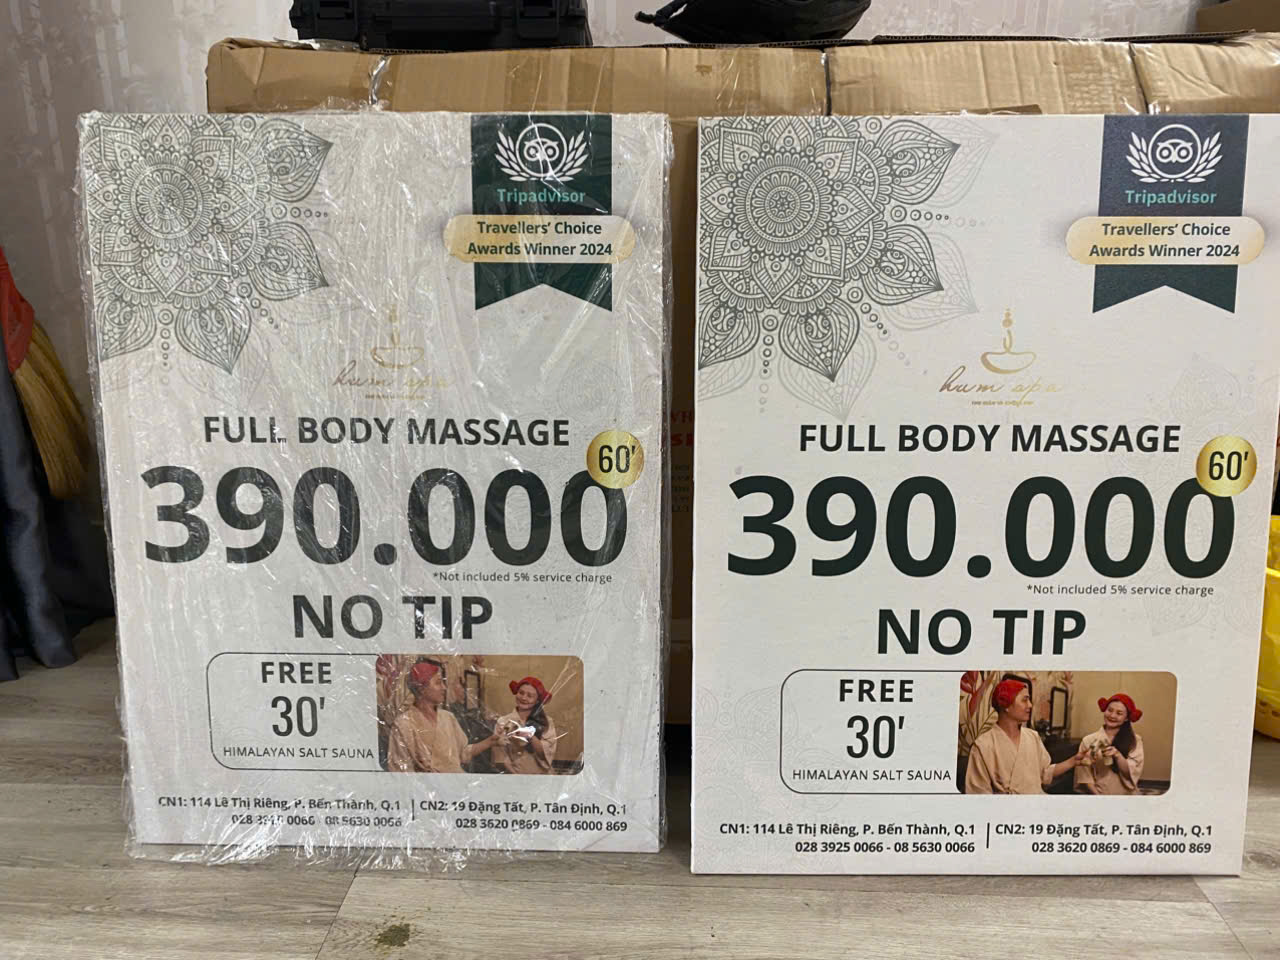 Tripadvisor
Travellers' Choice
Awards Winner 2024
hum spa
FULL BODY MASSAGE
60'
390.000
*Not included 5% service charge
NO TIP
FREE
30'
HIMALAYAN SALT SAUNA
CN1: 114 Lê Thị Riêng, P. Bến Thành, Q.1 | CN2: 19 Đặng Tất, P. Tân Định, Q.1
028 3925 0066 - 08 5630 0066
028 3620 0869 - 084 6000 869
Tripadvisor
Travellers' Choice
Awards Winner 2024
hum spa
FULL BODY MASSAGE
60'
390.000
*Not included 5% service charge
NO TIP
FREE
30'
HIMALAYAN SALT SAUNA
CN1: 114 Lê Thị Riêng, P. Bến Thành, Q.1 | CN2: 19 Đặng Tất, P. Tân Định, Q.1
028 3925 0066 - 08 5630 0066
028 3620 0869 - 084 6000 869